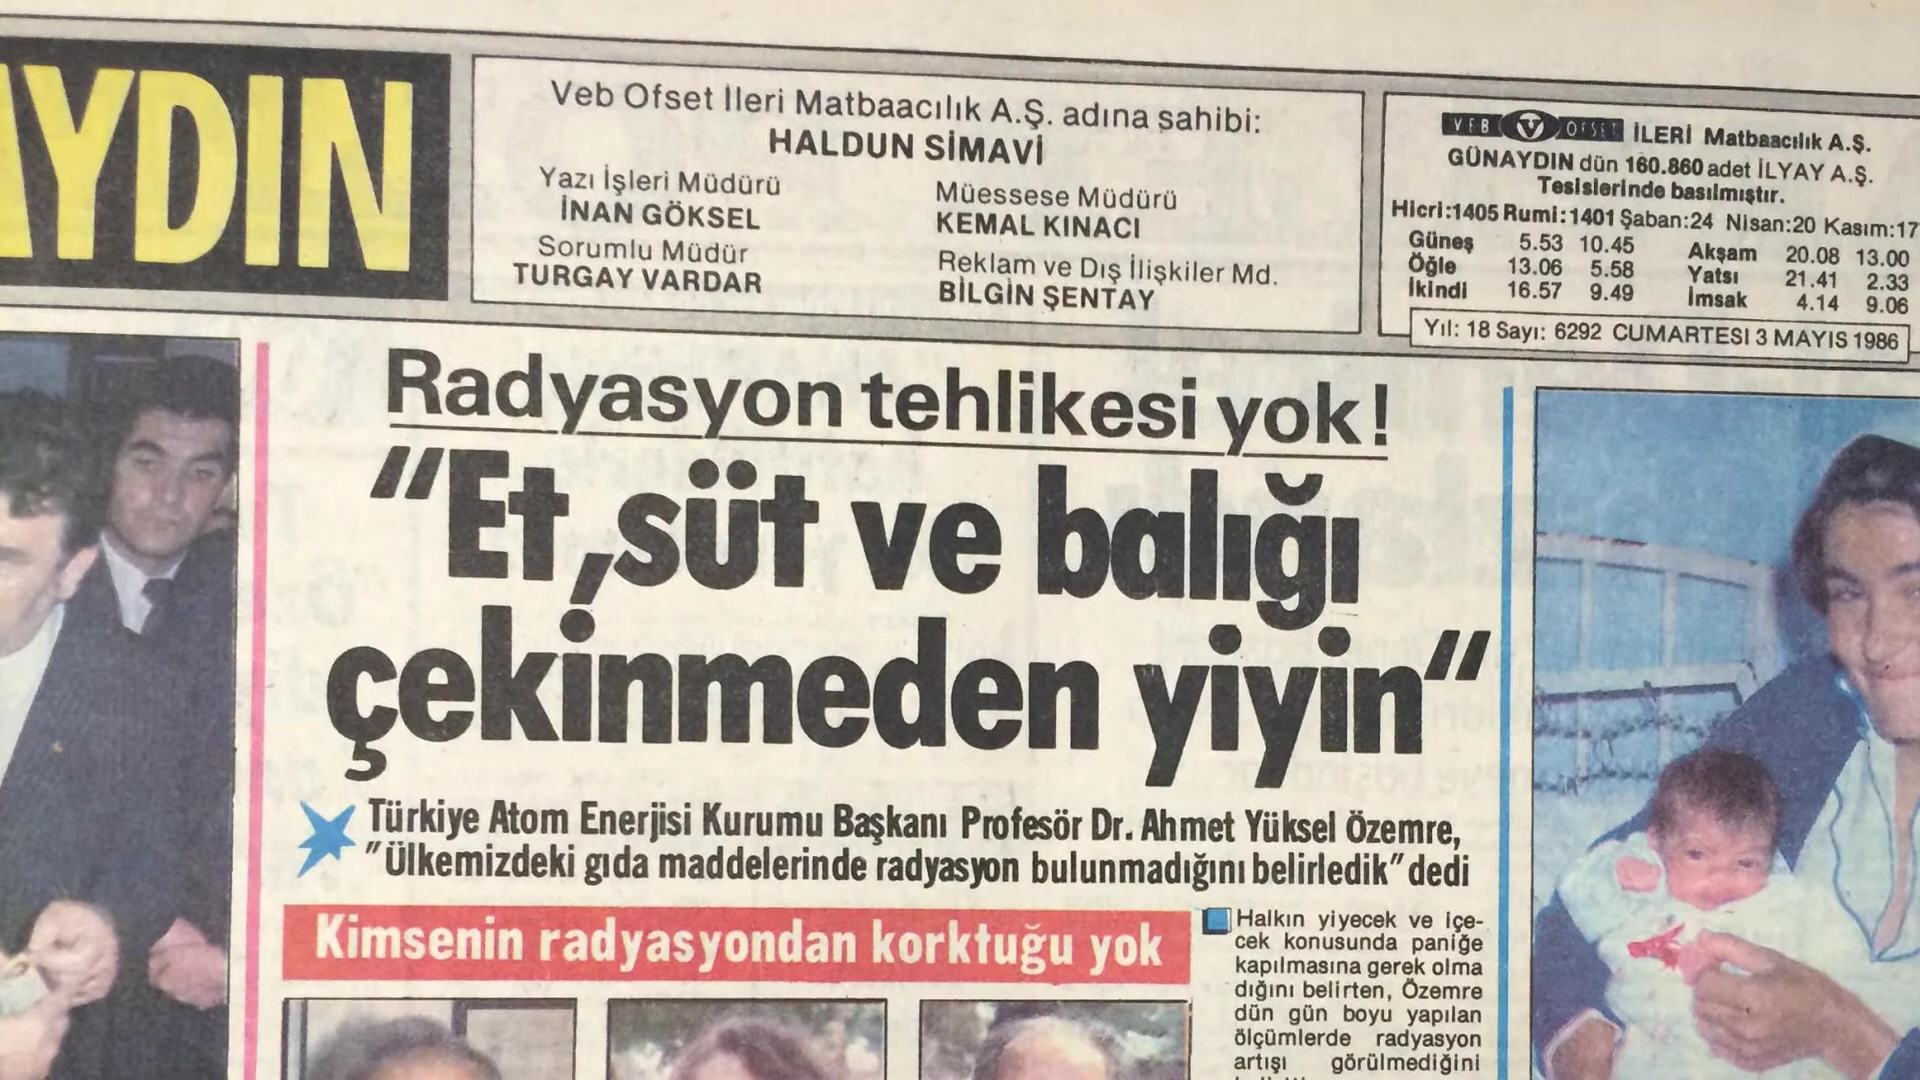 AYDIN
Veb Ofset İleri Matbaacılık A.Ş. adına sahibi:
HALDUN SİMAVİ
Yazı İşleri Müdürü
İNAN GÖKSEL
Sorumlu Müdür
TURGAY VARDAR
Müessese Müdürü
KEMAL KINACI
Reklam ve Dış İlişkiler Md.
BİLGİN ŞENTAY
VEB V OFSET İLERİ Matbaacılık A.Ş.
GÜNAYDIN dün 160.860 adet İLYAY A.Ş.
Tesislerinde basılmıştır.
Hicri:1405 Rumi:1401 Şaban:24 Nisan:20 Kasım:17
Güneş 5.53 10.45 Akşam 20.08 13.00
Öğle 13.06 5.58 Yatsı 21.41 2.33
İkindi 16.57 9.49 İmsak 4.14 9.06
Yıl: 18 Sayı: 6292 CUMARTESİ 3 MAYIS 1986
Radyasyon tehlikesi yok!
“Et,süt ve balığı
çekinmeden yiyin“
Türkiye Atom Enerjisi Kurumu Başkanı Profesör Dr. Ahmet Yüksel Özemre,
"Ülkemizdeki gıda maddelerinde radyasyon bulunmadığını belirledik" dedi
Kimsenin radyasyondan korktuğu yok
Halkın yiyecek ve içe-
cek konusunda paniğe
kapılmasına gerek olma
dığını belirten, Özemre
dün gün boyu yapılan
ölçümlerde radyasyon
artışı görülmediğini